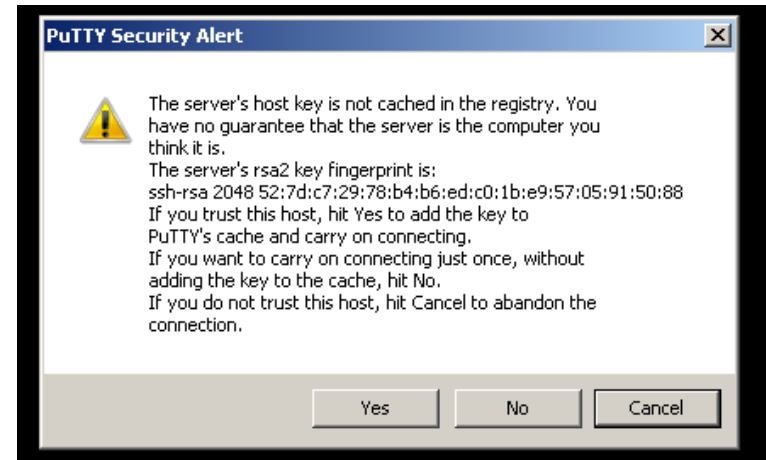 PuTTY Security Alert
The server's host key is not cached in the registry. You
have no guarantee that the server is the computer you
think it is.
The server's rsa2 key fingerprint is:
ssh-rsa 2048 52:7d:c7:29:78:b4:b6:ed:c0:1b:e9:57:05:91:50:88
If you trust this host, hit Yes to add the key to
PuTTY's cache and carry on connecting.
If you want to carry on connecting just once, without
adding the key to the cache, hit No.
If you do not trust this host, hit Cancel to abandon the
connection.
Yes No Cancel